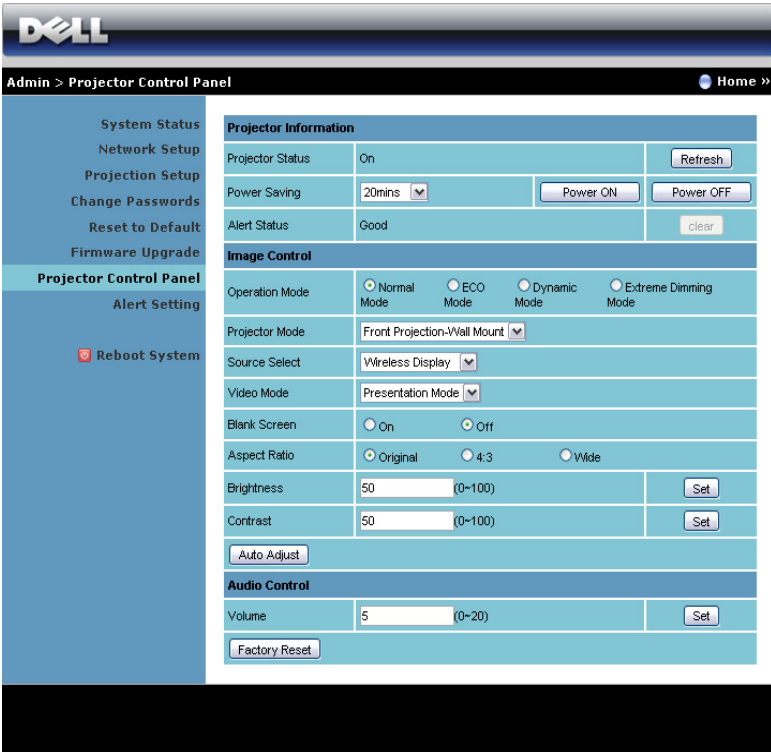 DELL
Admin > Projector Control Panel
Home »
System Status
Network Setup
Projection Setup
Change Passwords
Reset to Default
Firmware Upgrade
Projector Control Panel
Alert Setting
Reboot System
Projector Information
Projector Status On Refresh
Power Saving 20mins Power ON Power OFF
Alert Status Good clear
Image Control
Operation Mode Normal Mode ECO Mode Dynamic Mode Extreme Dimming Mode
Projector Mode Front Projection-Wall Mount
Source Select Wireless Display
Video Mode Presentation Mode
Blank Screen On Off
Aspect Ratio Original 4:3 Wide
Brightness 50 (0~100) Set
Contrast 50 (0~100) Set
Auto Adjust
Audio Control
Volume 5 (0~20) Set
Factory Reset